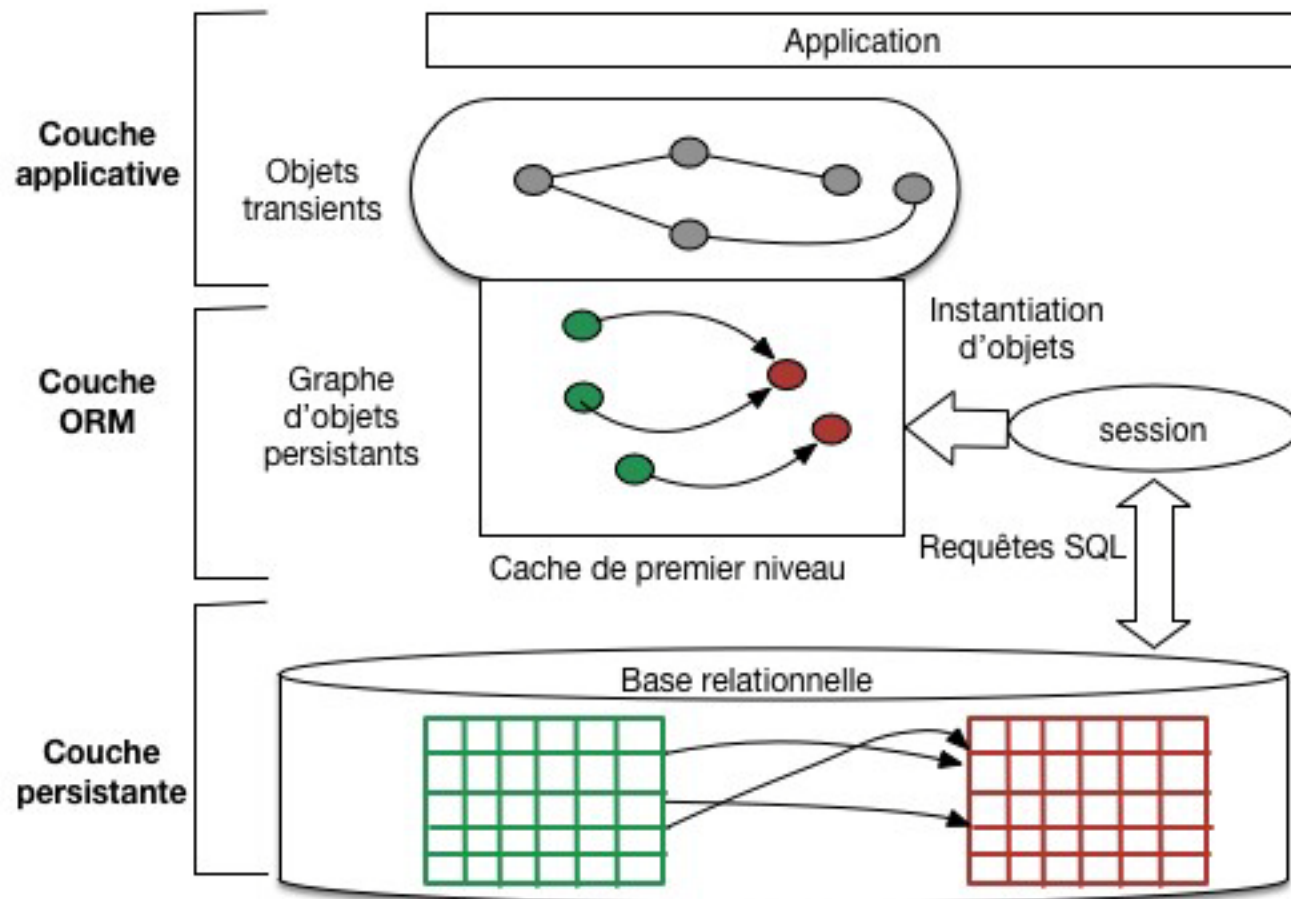 Application
Couche
applicative
Objets
transients
Couche
ORM
Graphe
d'objets
persistants
Instantiation
d'objets
session
Requêtes SQL
Cache de premier niveau
Base relationnelle
Couche
persistante